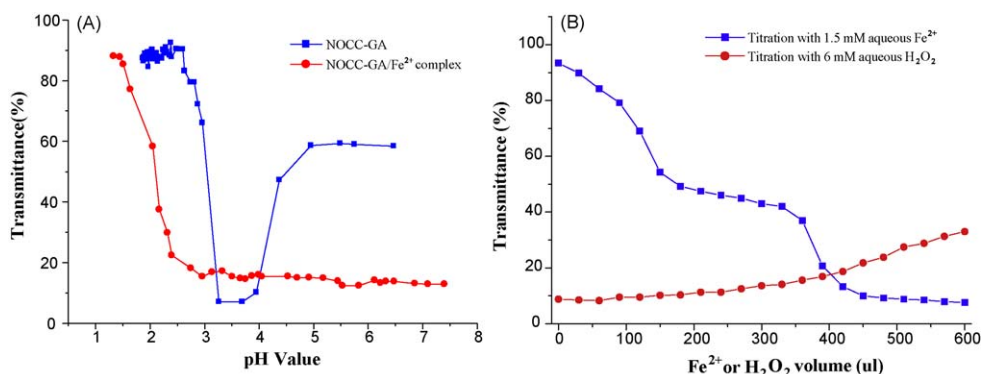 (A)
NOCC-GA
NOCC-GA/Fe²⁺ complex
Transmittance(%)
100
80
60
40
20
0
1 2 3 4 5 6 7 8
pH Value
(B)
Titration with 1.5 mM aqueous Fe²⁺
Titration with 6 mM aqueous H₂O₂
Transmittance (%)
100
80
60
40
20
0
0 100 200 300 400 500 600
Fe²⁺or H₂O₂ volume (ul)